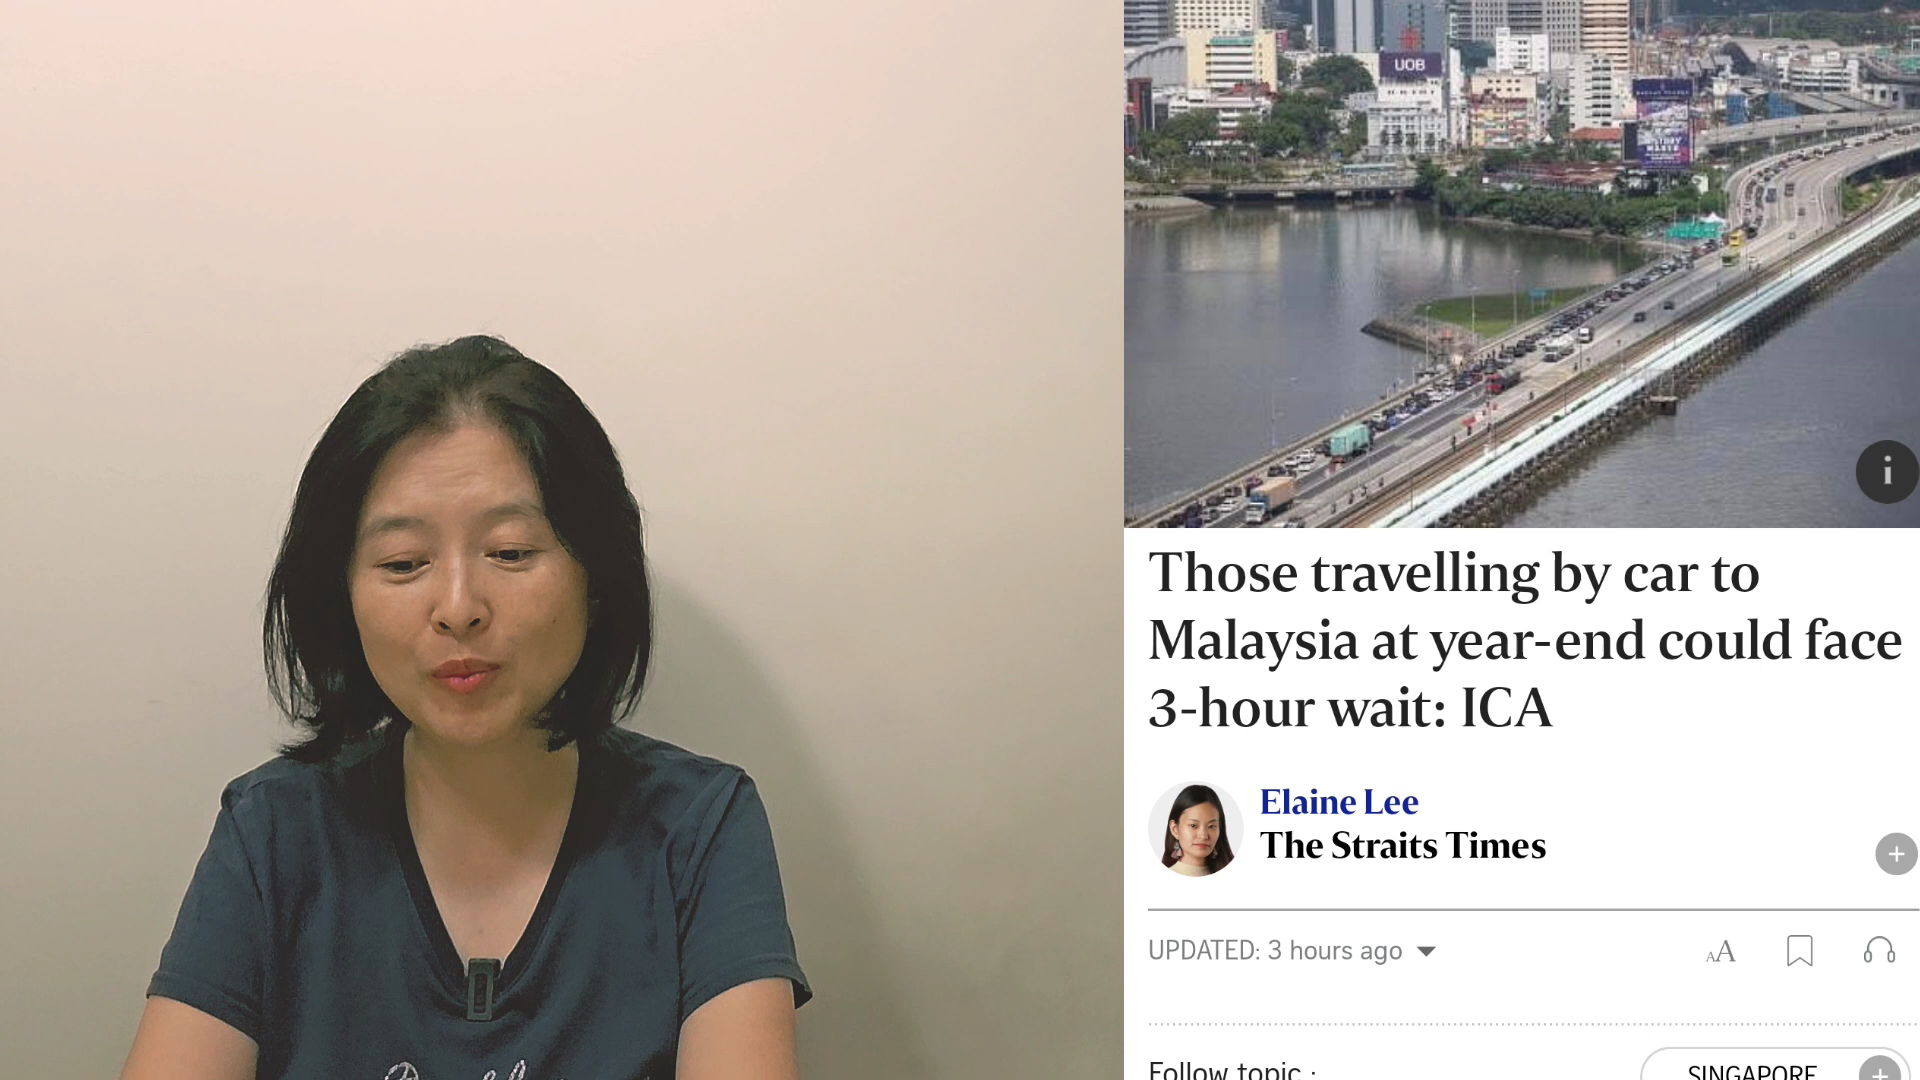 UOB
Those travelling by car to
Malaysia at year-end could face
3-hour wait: ICA
Elaine Lee
The Straits Times
UPDATED: 3 hours ago
AA
Follow topic :
SINGAPORE